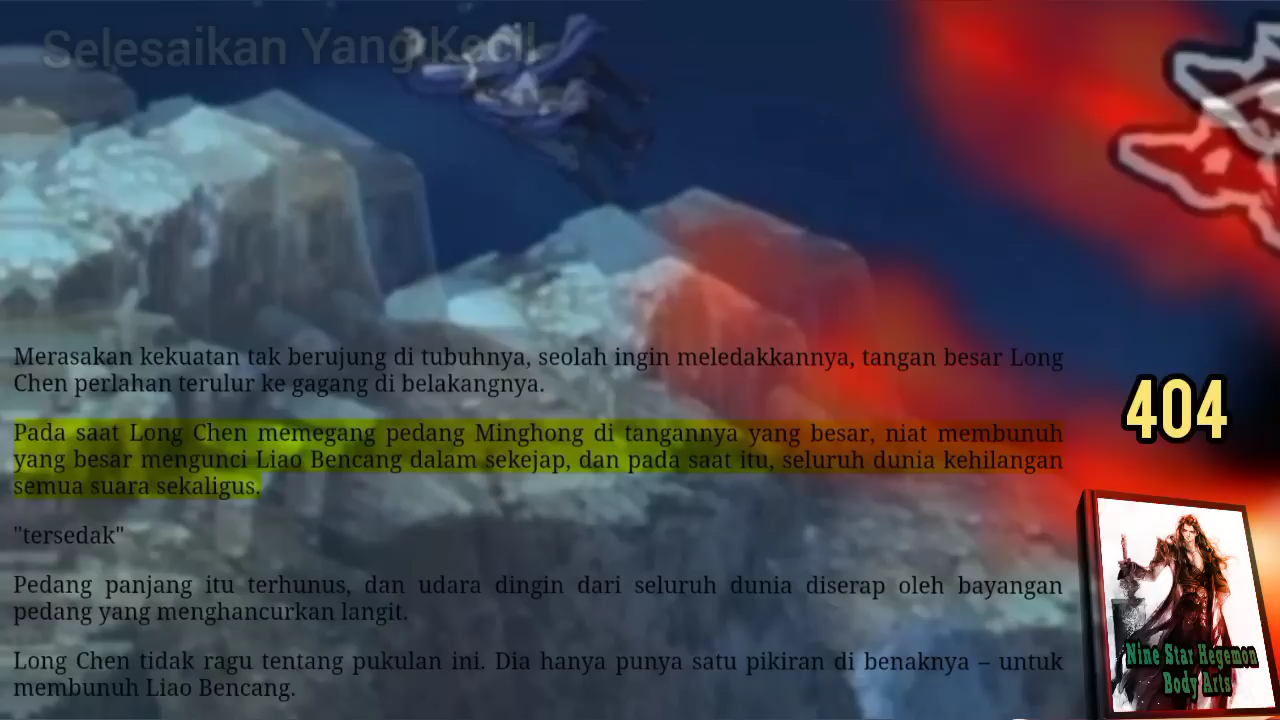 Selesaikan Yang Kecil
Merasakan kekuatan tak berujung di tubuhnya, seolah ingin meledakkannya, tangan besar Long
Chen perlahan terulur ke gagang di belakangnya.
Pada saat Long Chen memegang pedang Minghong di tangannya yang besar, niat membunuh
yang besar mengunci Liao Bencang dalam sekejap, dan pada saat itu, seluruh dunia kehilangan
semua suara sekaligus.
"tersedak"
Pedang panjang itu terhunus, dan udara dingin dari seluruh dunia diserap oleh bayangan
pedang yang menghancurkan langit.
Long Chen tidak ragu tentang pukulan ini. Dia hanya punya satu pikiran di benaknya – untuk
membunuh Liao Bencang.
404
Nine Star Hegemon
Body Arts